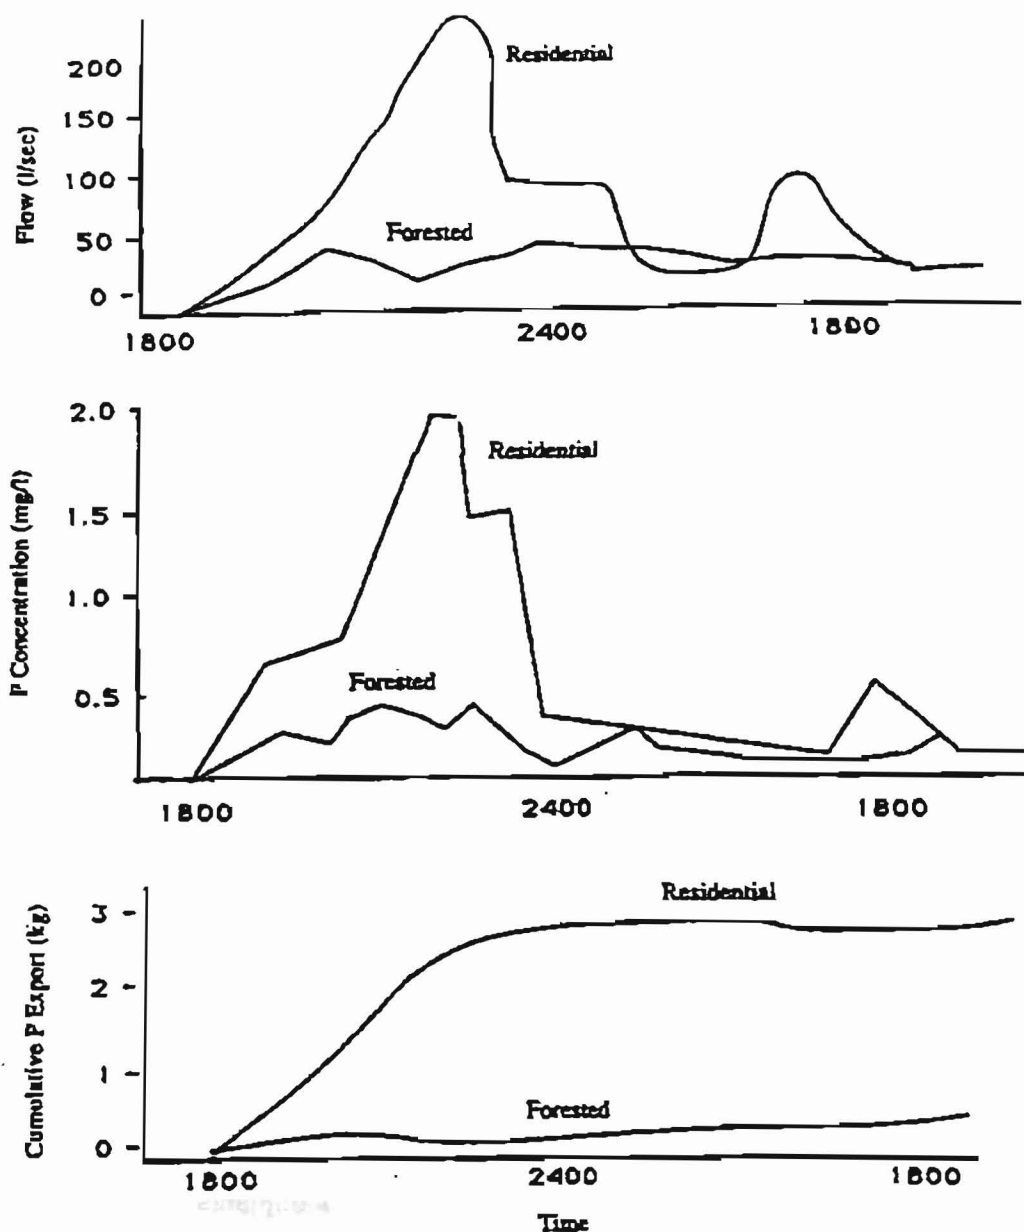 Flow (l/sec)
200
150
100
50
0
Residential
Forested
1800
2400
1800
P Concentration (mg/l)
2.0
1.5
1.0
0.5
Residential
Forested
1800
2400
1800
Cumulative P Export (kg)
3
2
1
0
Residential
Forested
1800
2400
1800
Time